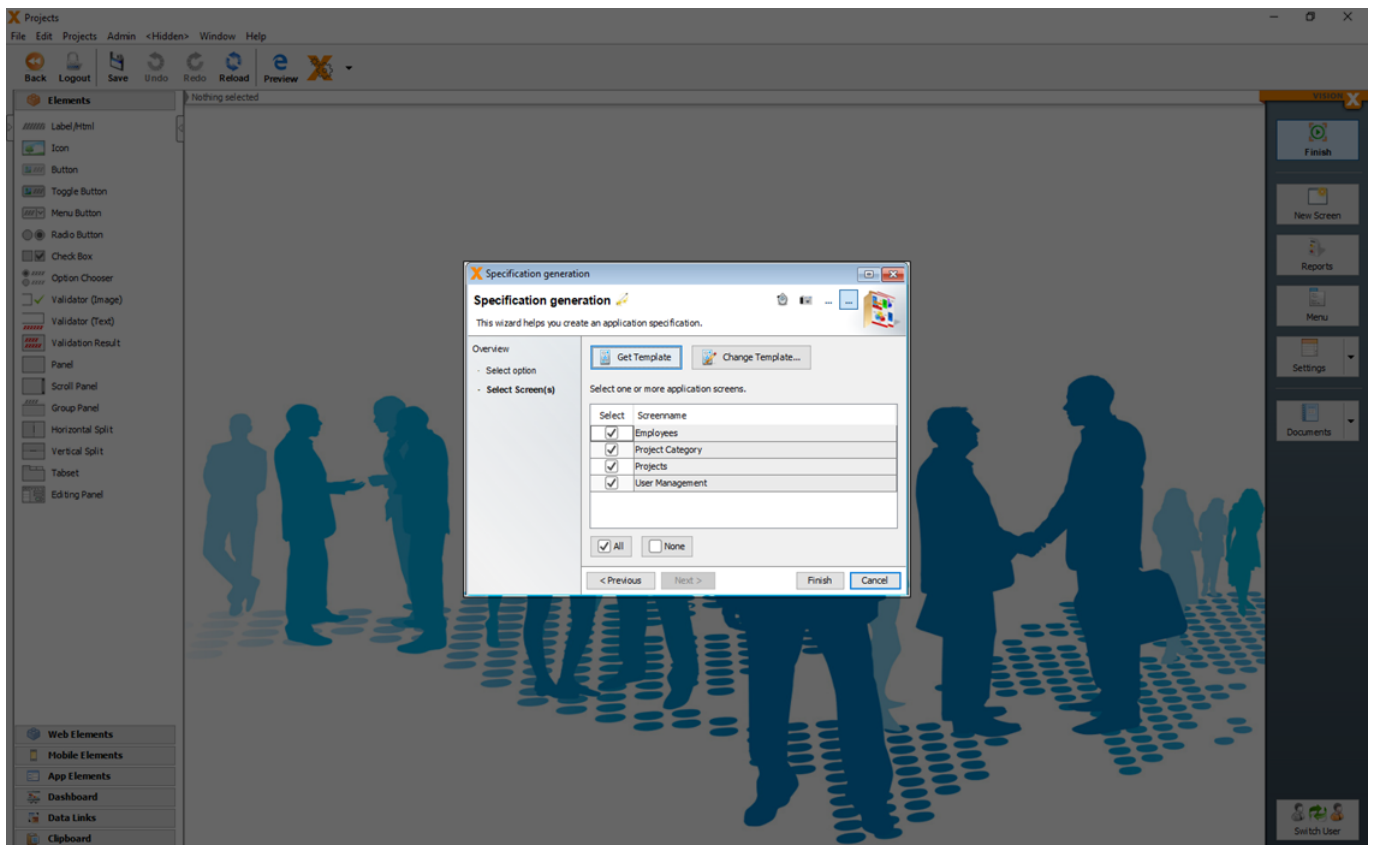 Projects
File Edit Projects Admin <Hidden> Window Help
Back Logout Save Undo Redo Reload Preview
Elements
Nothing selected
VISION X
Label/Html
Icon
Button
Toggle Button
Menu Button
Radio Button
Check Box
Option Chooser
Validator (Image)
Validator (Text)
Validation Result
Panel
Scroll Panel
Group Panel
Horizontal Split
Vertical Split
Tabset
Editing Panel
Web Elements
Mobile Elements
App Elements
Dashboard
Data Links
Clipboard
Specification generation
Specification generation
... ...
This wizard helps you create an application specification.
Overview
- Select option
- Select Screen(s)
Get Template Change Template...
Select one or more application screens.
Select Screenname
Employees
Project Category
Projects
User Management
All None
< Previous Next > Finish Cancel
Finish
New Screen
Reports
Menu
Settings
Documents
Switch User